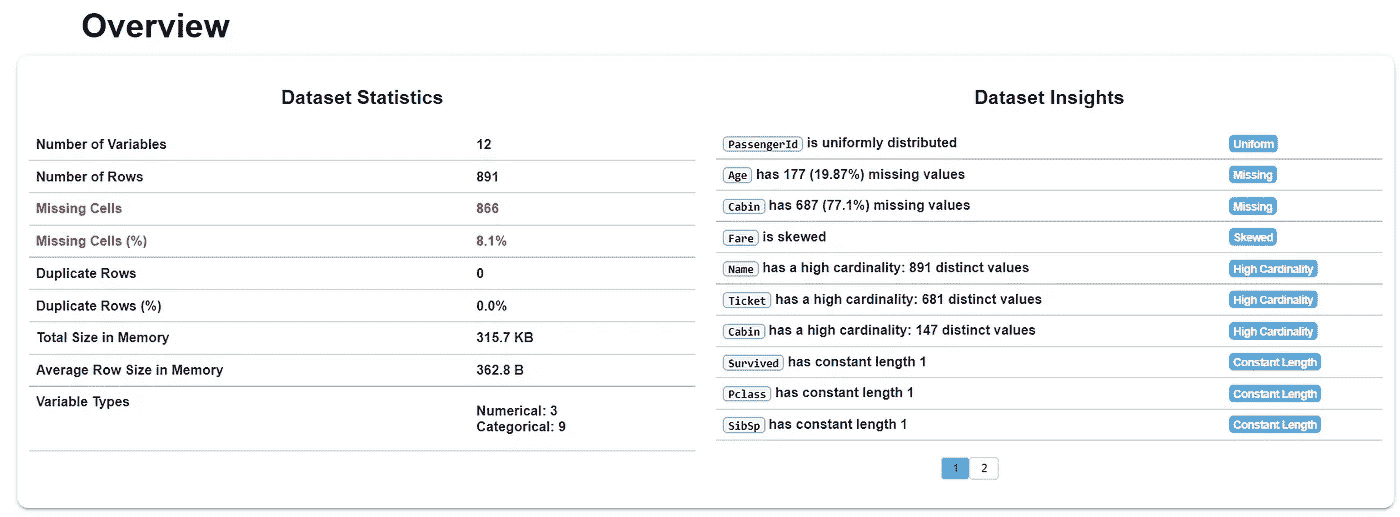 Overview
Dataset Statistics
Number of Variables 12
Number of Rows 891
Missing Cells 866
Missing Cells (%) 8.1%
Duplicate Rows 0
Duplicate Rows (%) 0.0%
Total Size in Memory 315.7 KB
Average Row Size in Memory 362.8 B
Variable Types
Numerical: 3
Categorical: 9
Dataset Insights
PassengerId is uniformly distributed Uniform
Age has 177 (19.87%) missing values Missing
Cabin has 687 (77.1%) missing values Missing
Fare is skewed Skewed
Name has a high cardinality: 891 distinct values High Cardinality
Ticket has a high cardinality: 681 distinct values High Cardinality
Cabin has a high cardinality: 147 distinct values High Cardinality
Survived has constant length 1 Constant Length
Pclass has constant length 1 Constant Length
SibSp has constant length 1 Constant Length
1 2